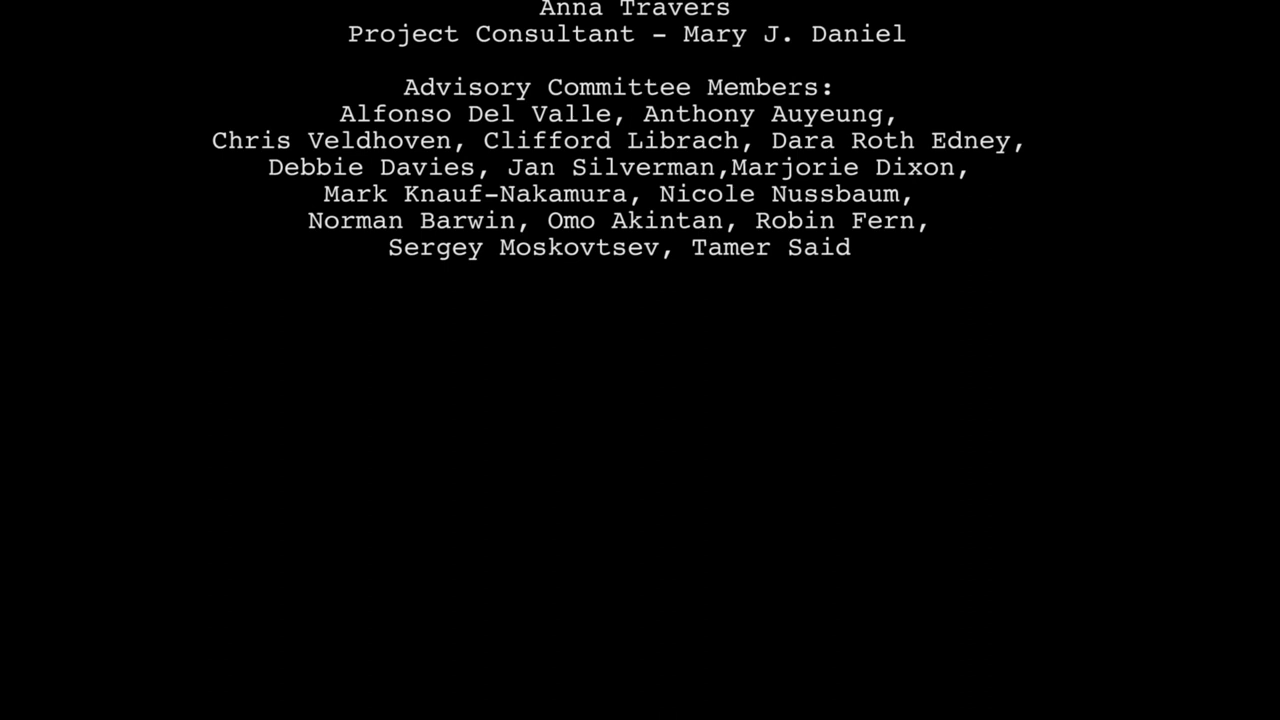 Anna Travers
Project Consultant - Mary J. Daniel
Advisory Committee Members:
Alfonso Del Valle, Anthony Auyeung,
Chris Veldhoven, Clifford Librach, Dara Roth Edney,
Debbie Davies, Jan Silverman,Marjorie Dixon,
Mark Knauf-Nakamura, Nicole Nussbaum,
Norman Barwin, Omo Akintan, Robin Fern,
Sergey Moskovtsev, Tamer Said